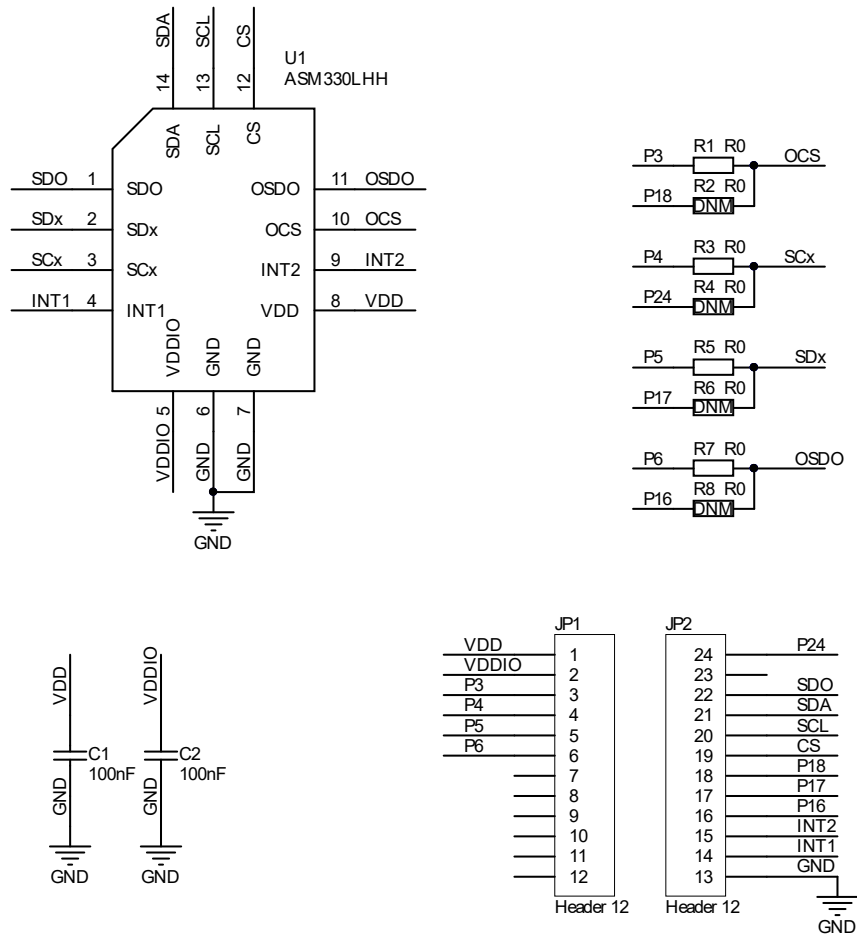 SDA
SCL
CS
14
13
12
U1
ASM330LHH
SDA
SCL
CS
SDO 1 SDO
SDx 2 SDx
SCx 3 SCx
INT1 4 INT1
OSDO 11 OSDO
OCS 10 OCS
INT2 9 INT2
VDD 8 VDD
VDDIO
GND
GND
VDDIO 5
GND 6
GND 7
GND
P3 R1 R0 OCS
P18 R2 R0
DNM
P4 R3 R0 SCx
P24 R4 R0
DNM
P5 R5 R0 SDx
P17 R6 R0
DNM
P6 R7 R0 OSDO
P16 R8 R0
DNM
VDD
C1
100nF
GND
GND
VDDIO
C2
100nF
GND
GND
JP1
VDD 1
VDDIO 2
P3 3
P4 4
P5 5
P6 6
7
8
9
10
11
12
Header 12
JP2
24 P24
23
22 SDO
21 SDA
20 SCL
19 CS
18 P18
17 P17
16 P16
15 INT2
14 INT1
13 GND
Header 12
GND